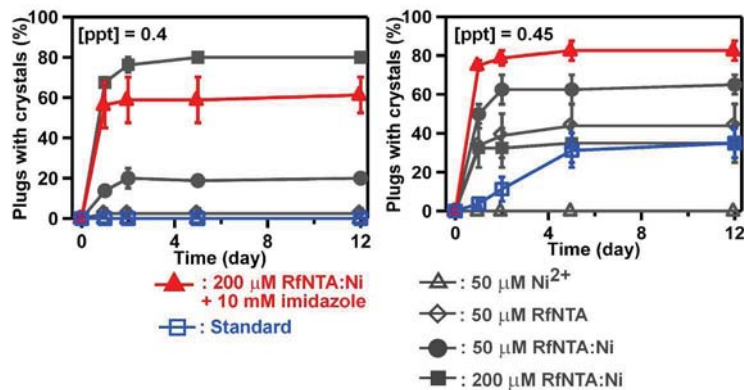 [ppt] = 0.4
Plugs with crystals (%)
100
80
60
40
20
0
0 4 8 12
Time (day)
[ppt] = 0.45
Plugs with crystals (%)
100
80
60
40
20
0
0 4 8 12
Time (day)
: 200 μM RfNTA:Ni
+ 10 mM imidazole
: Standard
: 50 μM Ni²⁺
: 50 μM RfNTA
: 50 μM RfNTA:Ni
: 200 μM RfNTA:Ni